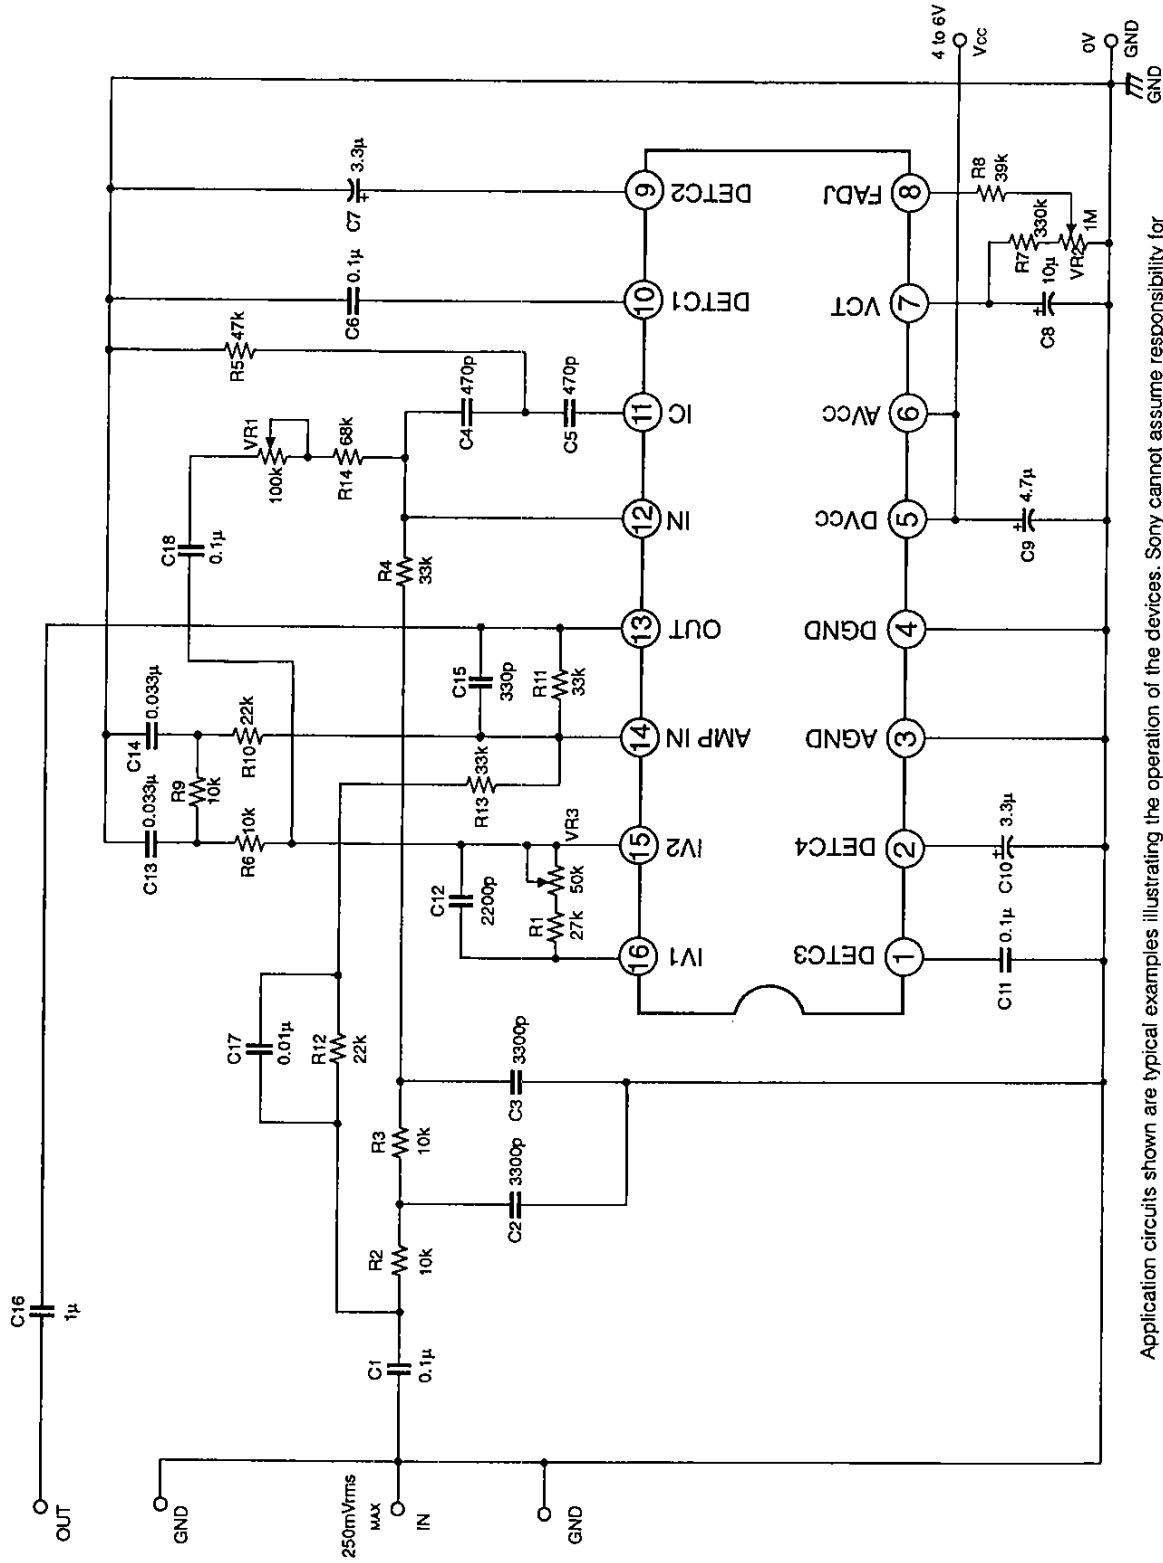 C16
1µ
OUT
GND
250mVrms
MAX
IN
GND
C1
0.1µ
R2
10k
R3
10k
C2
3300p
C3
3300p
C17
0.01µ
R12
22k
C13
0.033µ
C14
0.033µ
R9
10k
R6
10k
R10
22k
R13
33k
C12
2200p
R1
27k
VR3
50k
C15
330p
R11
33k
C18
0.1µ
VR1
100k
R14
68k
R4
33k
R5
47k
C4
470p
C5
470p
C6
0.1µ
C7
3.3µ
+
16
IV1
15
IV2
14
AMP IN
13
OUT
12
IN
11
IC
10
DETC1
9
DETC2
1
DETC3
2
DETC4
3
AGND
4
DGND
5
DVCC
6
AVCC
7
VCT
8
FADJ
C11
0.1µ
C10
3.3µ
+
C9
4.7µ
+
C8
10µ
+
R7
330k
VR2
1M
R8
39k
4 to 6V
Vcc
0V
GND
GND
Application circuits shown are typical examples illustrating the operation of the devices. Sony cannot assume responsibility for